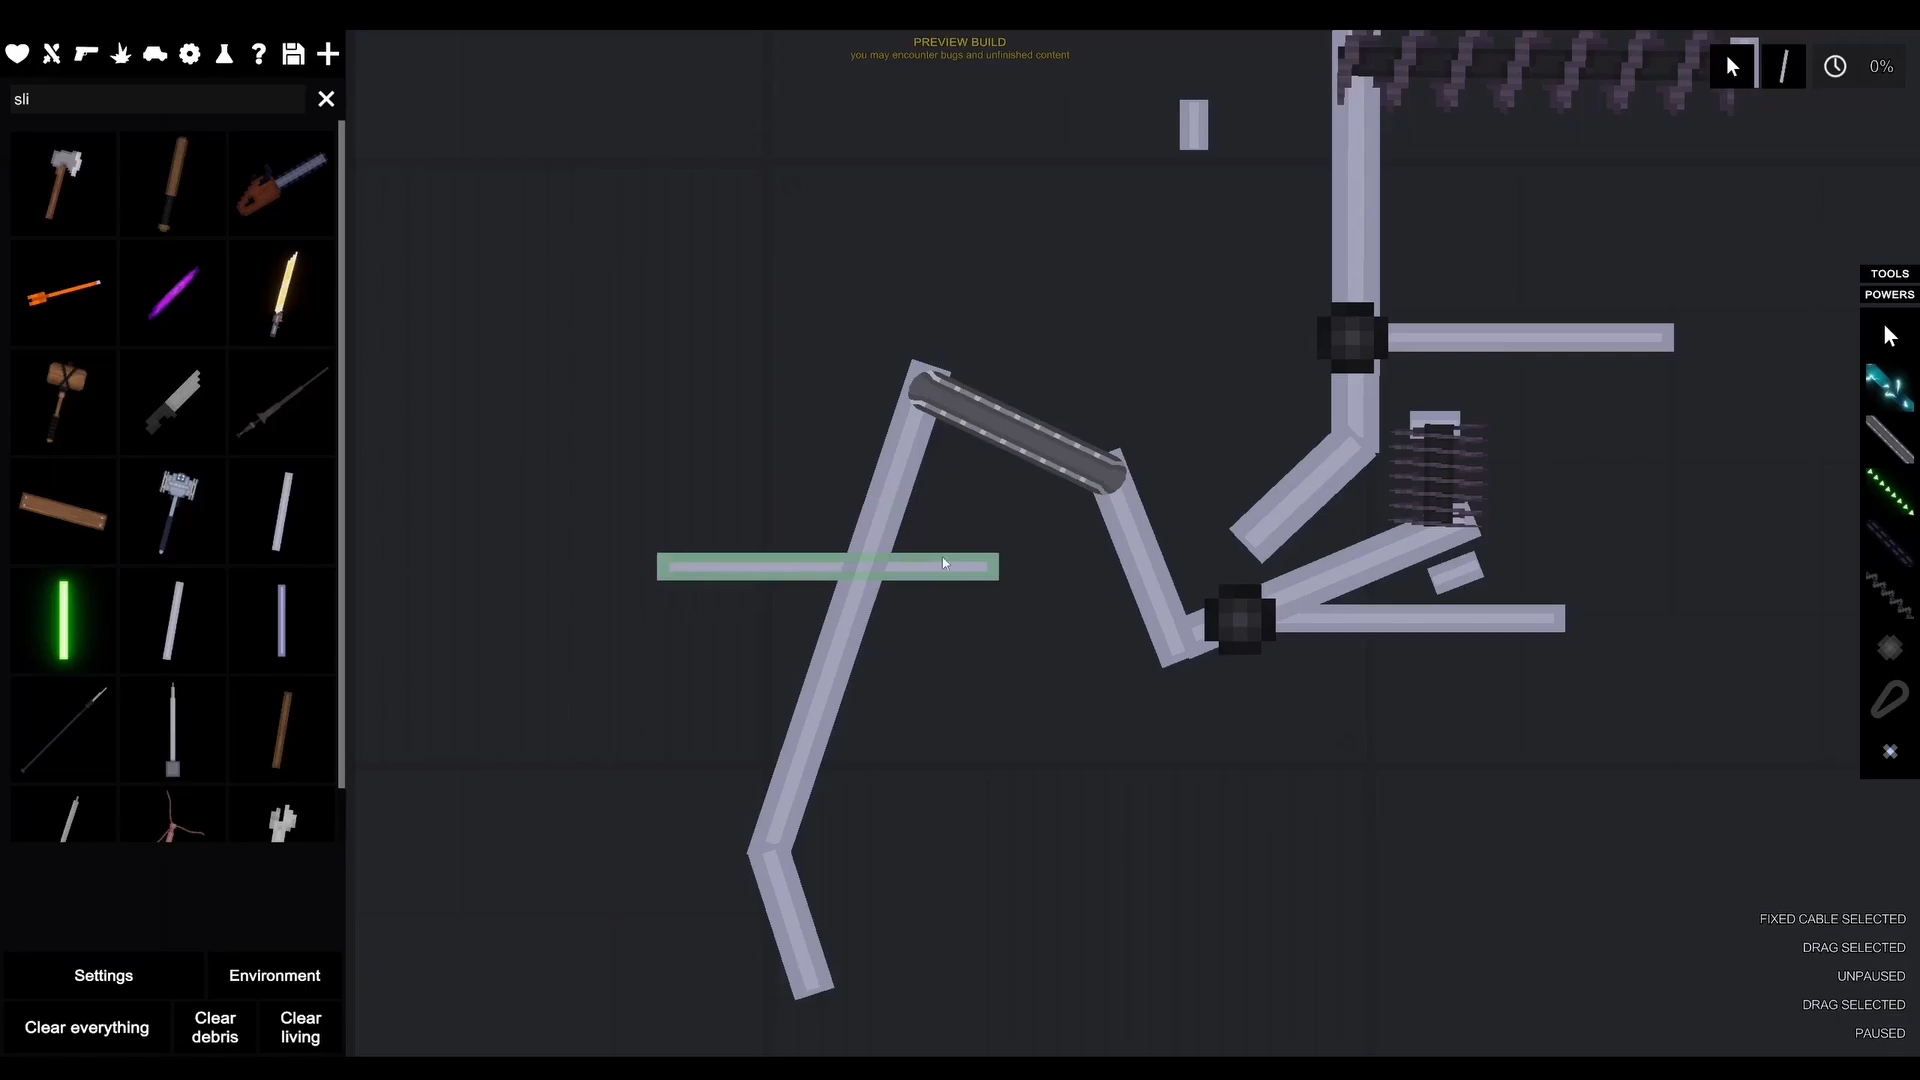 PREVIEW BUILD
you may encounter bugs and unfinished content
0%
sli
TOOLS
POWERS
FIXED CABLE SELECTED
DRAG SELECTED
UNPAUSED
DRAG SELECTED
PAUSED
Settings
Environment
Clear everything
Clear
debris
Clear
living